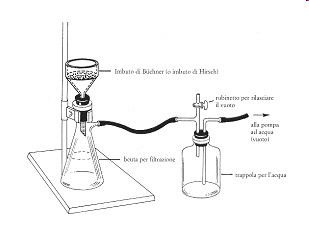 Imbuto di Büchner (o imbuto di Hirsch)
rubinetto per rilasciare
il vuoto
alla pompa
ad acqua
(vuoto)
beuta per filtrazione
trappola per l'acqua